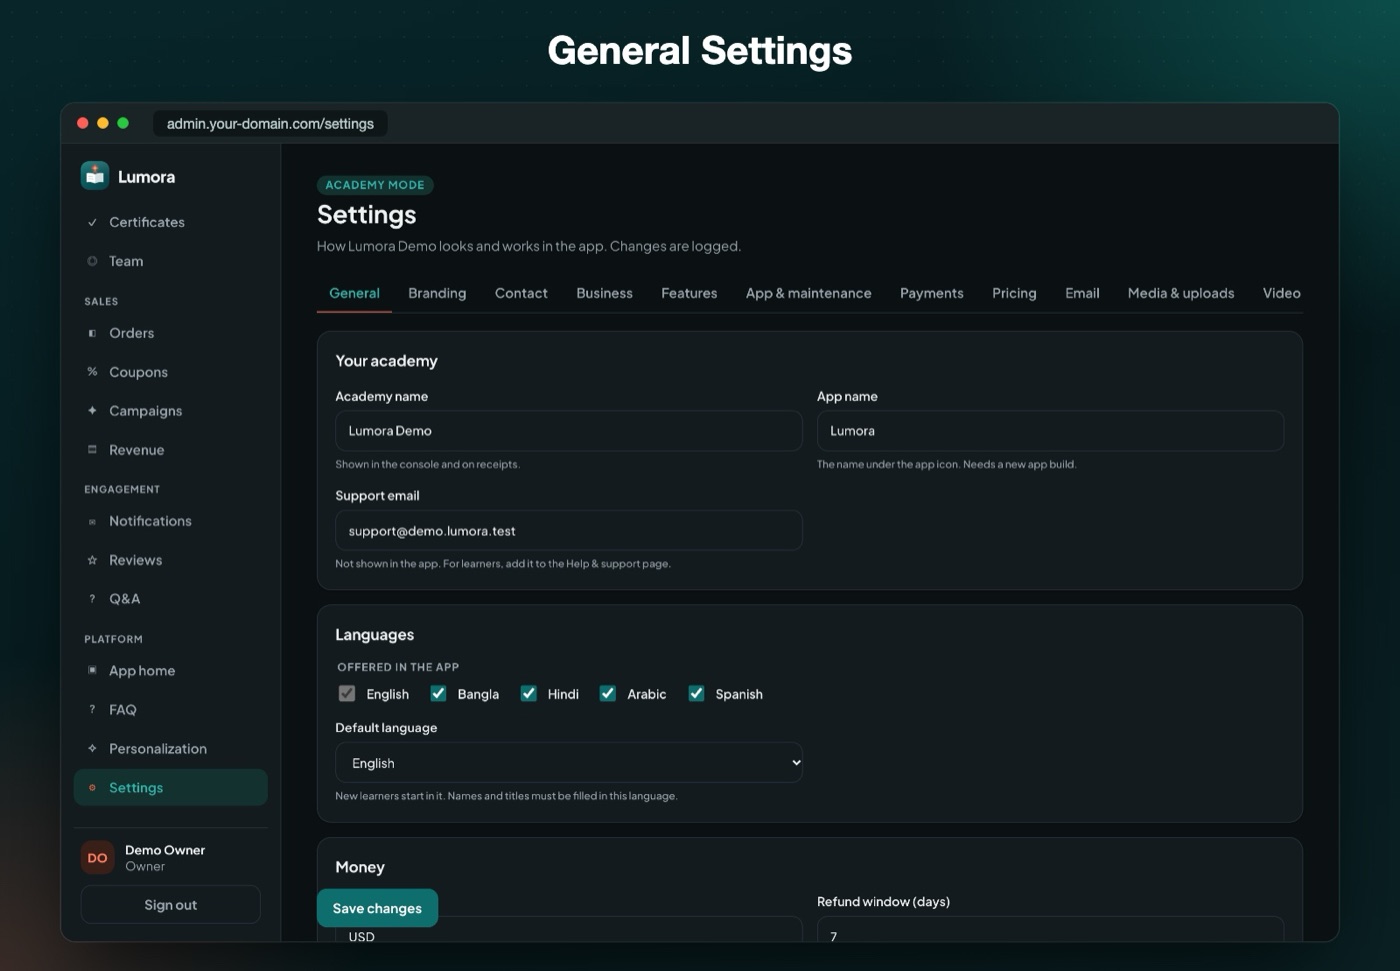 General Settings
admin.your-domain.com/settings
Lumora
Certificates
Team
SALES
Orders
% Coupons
Campaigns
Revenue
ENGAGEMENT
Notifications
Reviews
? Q&A
PLATFORM
App home
? FAQ
Personalization
Settings
DO
Demo Owner
Owner
Sign out
ACADEMY MODE
Settings
How Lumora Demo looks and works in the app. Changes are logged.
General Branding Contact Business Features App & maintenance Payments Pricing Email Media & uploads Video
Your academy
Academy name App name
Lumora Demo Lumora
Shown in the console and on receipts. The name under the app icon. Needs a new app build.
Support email
support@demo.lumora.test
Not shown in the app. For learners, add it to the Help & support page.
Languages
OFFERED IN THE APP
English Bangla Hindi Arabic Spanish
Default language
English
New learners start in it. Names and titles must be filled in this language.
Money
Save changes Refund window (days)
USD 7